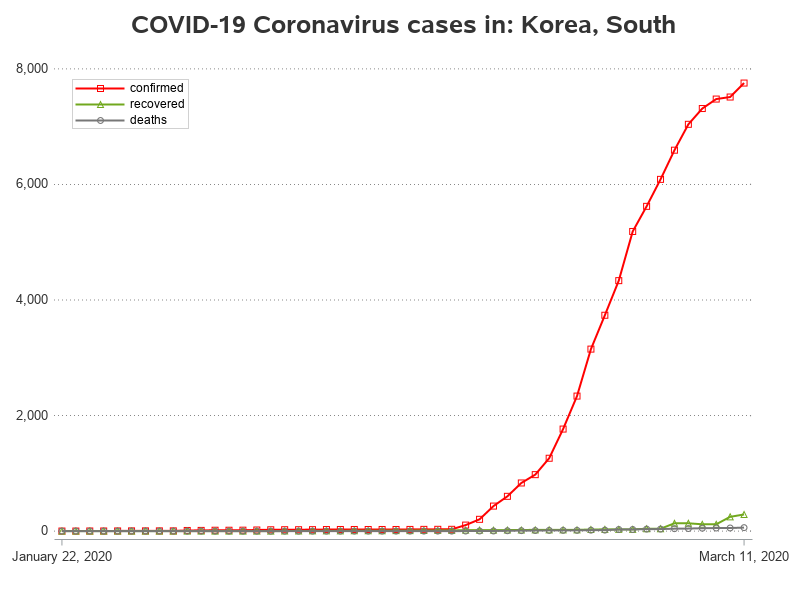 COVID-19 Coronavirus cases in: Korea, South
8,000
confirmed
recovered
deaths
6,000
4,000
2,000
0
January 22, 2020
March 11, 2020